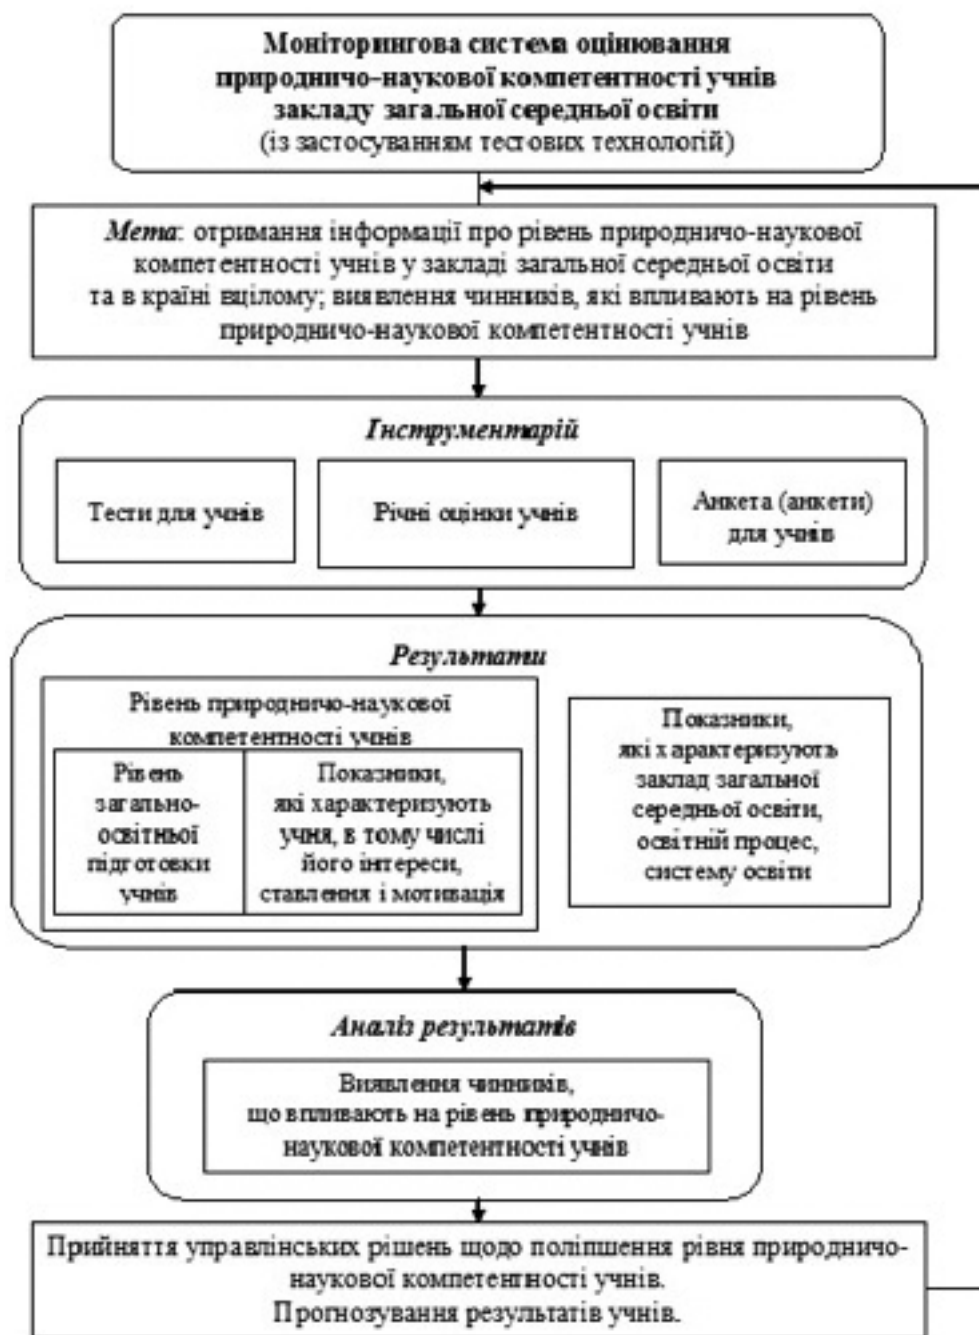 Моніторингова система оцінювання
природничо-наукової компетентності учнів
закладу загальної середньої освіти
(із застосуванням тестових технологій)
Мета: отримання інформації про рівень природничо-наукової
компетентності учнів у закладі загальної середньої освіти
та в країні вцілому; виявлення чинників, які впливають на рівень
природничо-наукової компетентності учнів
Інструментарій
Тести для учнів
Річні оцінки учнів
Анкета (анкети)
для учнів
Результати
Рівень природничо-наукової
компетентності учнів
Рівень
загально-
освітньої
підготовки
учнів
Показники,
які характеризують
учня, в тому числі
його інтереси,
ставлення і мотивація
Показники,
які характеризують
заклад загальної
середньої освіти,
освітній процес,
систему освіти
Аналіз результатів
Виявлення чинників,
що впливають на рівень природничо-
наукової компетентності учнів
Прийняття управлінських рішень щодо поліпшення рівня природничо-
наукової компетентності учнів.
Прогнозування результатів учнів.